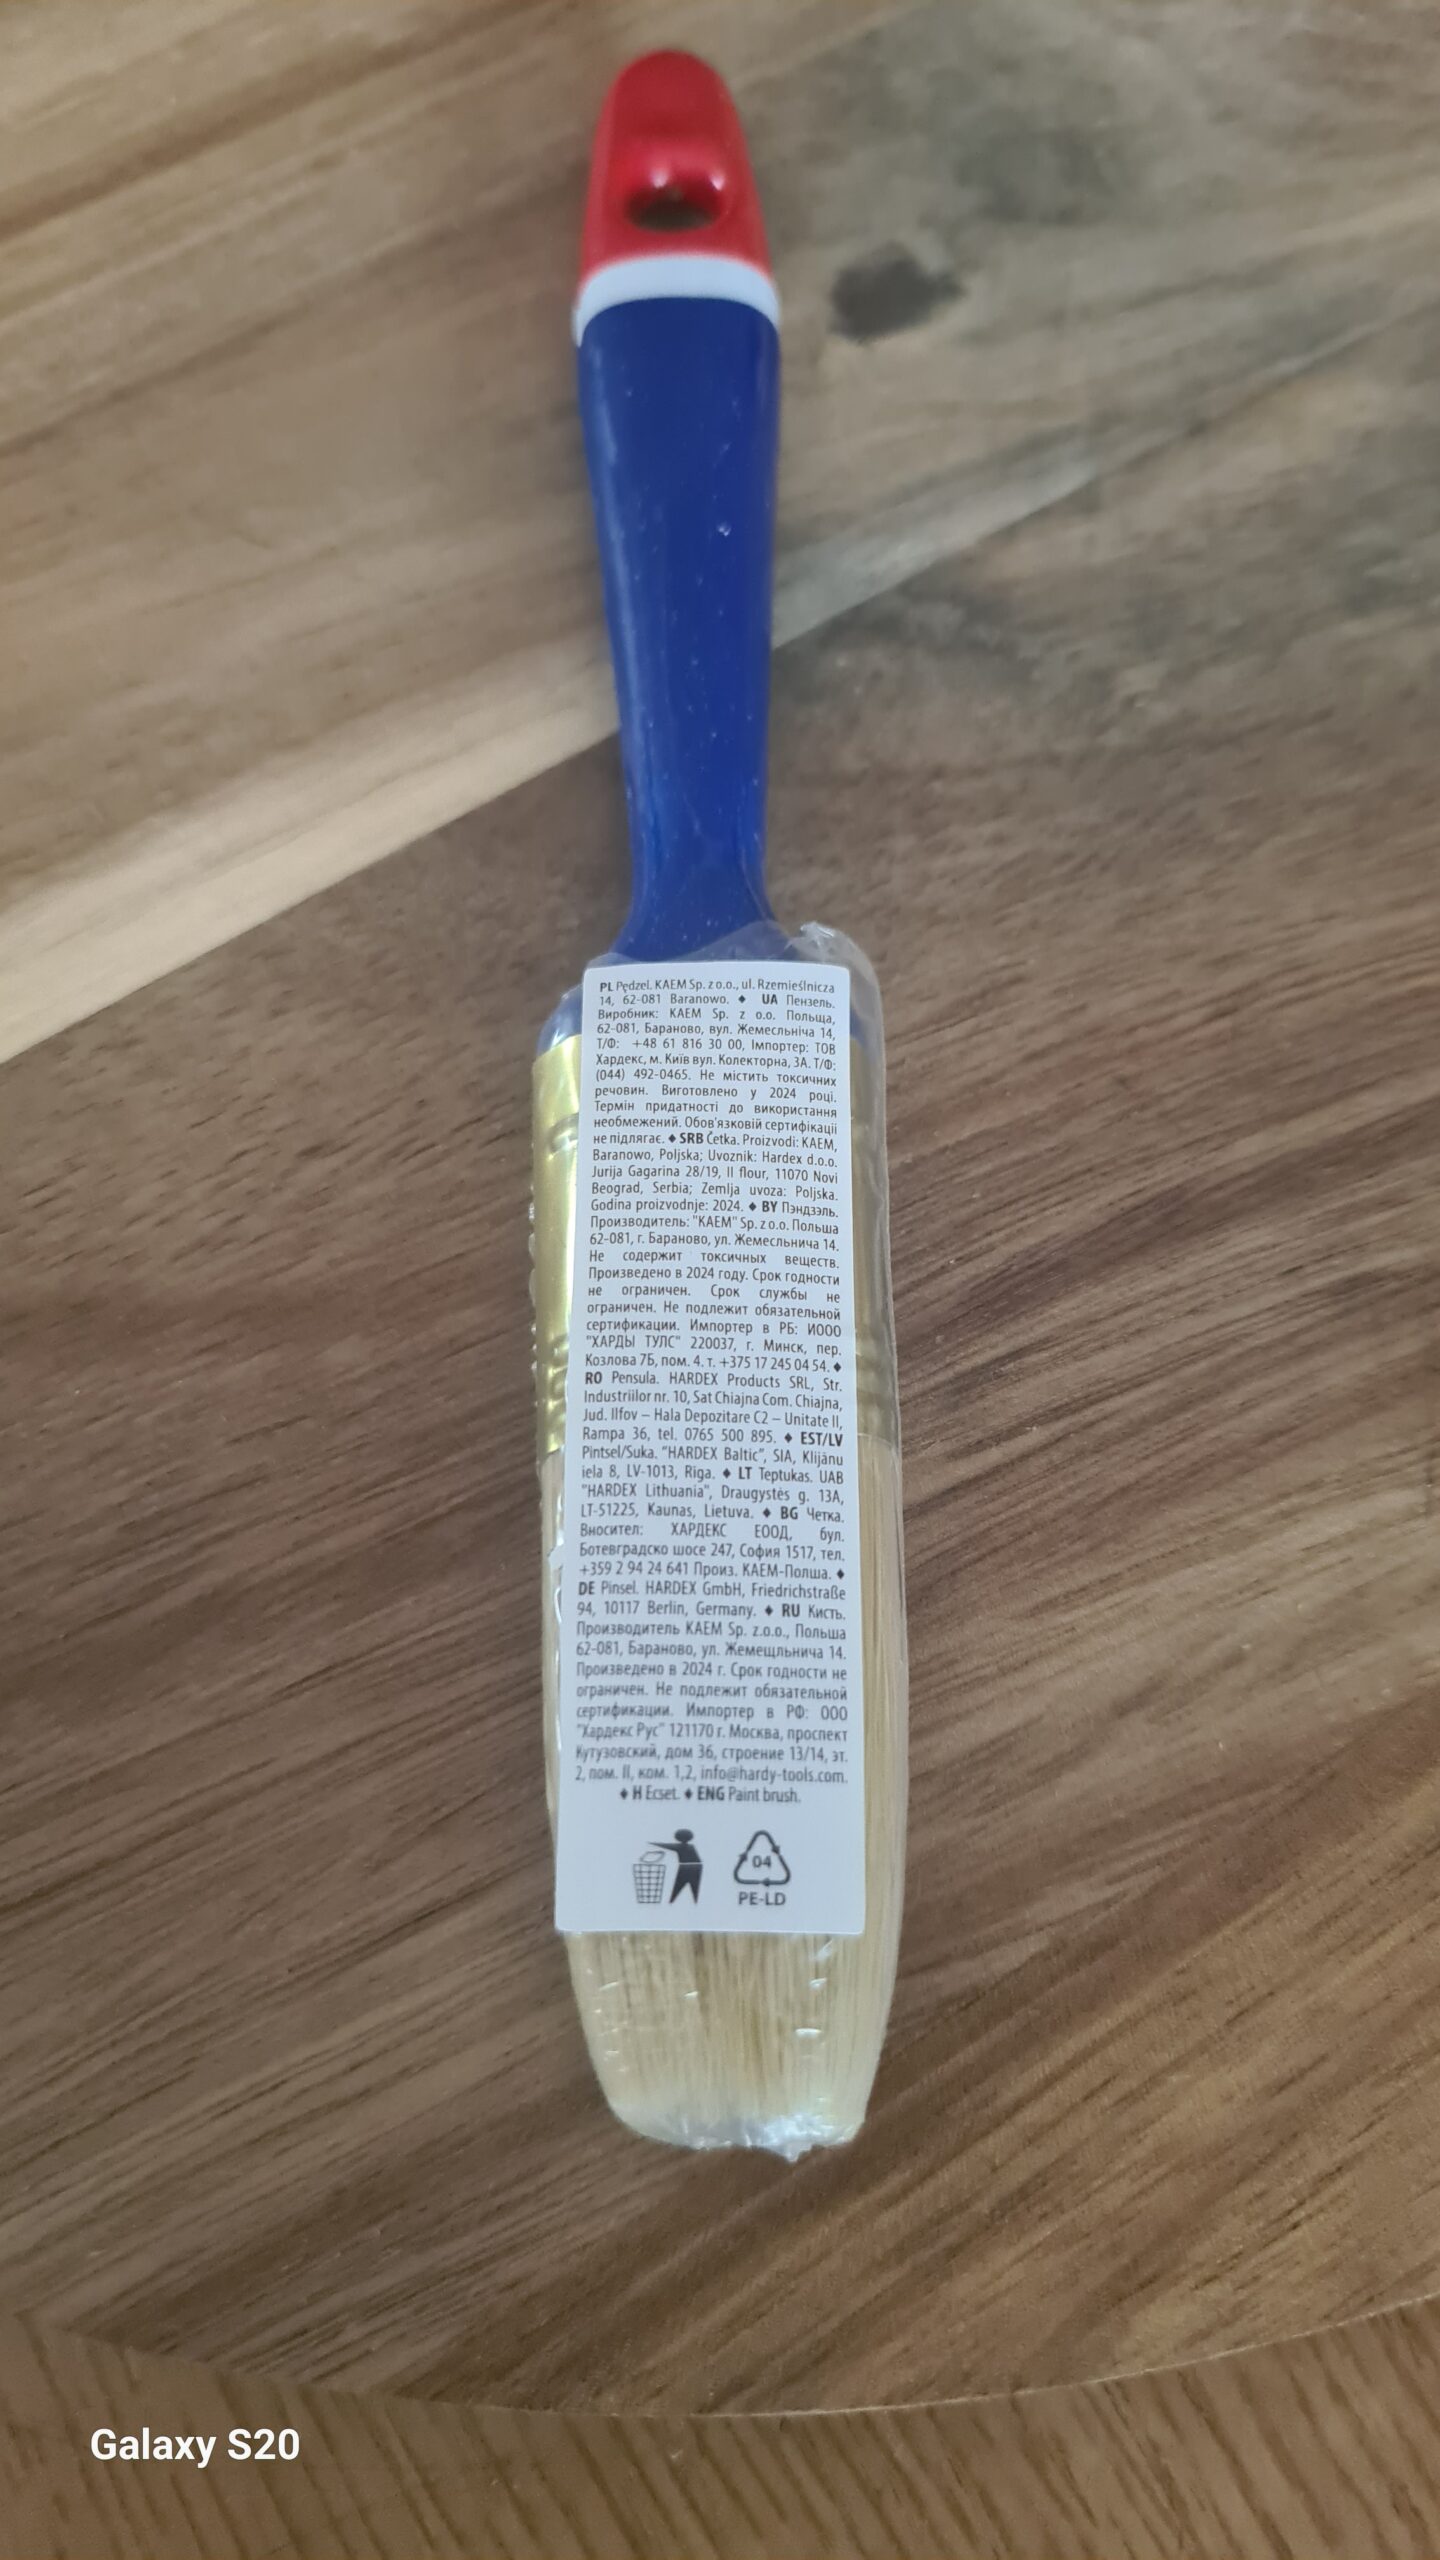 PL Pędzel. KAEM Sp. z o.o., ul. Rzemieślnicza
14, 62-081 Baranowo. ♦ UA Пензель.
Виробник: KAEM Sp. z o.o. Польща,
62-081, Бараново, вул. Жемесльніча 14,
Т/Ф: +48 61 816 30 00, Імпортер: ТОВ
Хардекс, м. Київ вул. Колекторна, 3А. Т/Ф:
(044) 492-0465. Не містить токсичних
речовин. Виготовлено у 2024 році.
Термін придатності до використання
необмежений. Обов'язковій сертифікації
не підлягає. ♦ SRB Četka. Proizvodi: KAEM,
Baranowo, Poljska; Uvoznik: Hardex d.o.o.
Jurija Gagarina 28/19, II flour, 11070 Novi
Beograd, Serbia; Zemlja uvoza: Poljska.
Godina proizvodnje: 2024. ♦ BY Пэндзэль.
Производитель: "KAEM" Sp. z o.o. Польша
62-081, г. Бараново, ул. Жемесльнича 14.
Не содержит токсичных веществ.
Произведено в 2024 году. Срок годности
не ограничен. Срок службы не
ограничен. Не подлежит обязательной
сертификации. Импортер в РБ: ИООО
"ХАРДЫ ТУЛС" 220037, г. Минск, пер.
Козлова 7Б, пом. 4. т. +375 17 245 04 54. ♦
RO Pensula. HARDEX Products SRL, Str.
Industriilor nr. 10, Sat Chiajna Com. Chiajna,
Jud. Ilfov – Hala Depozitare C2 – Unitate II,
Rampa 36, tel. 0765 500 895. ♦ EST/LV
Pintsel/Suka. "HARDEX Baltic", SIA, Klijānu
iela 8, LV-1013, Rīga. ♦ LT Teptukas. UAB
"HARDEX Lithuania", Draugystės g. 13A,
LT-51225, Kaunas, Lietuva. ♦ BG Четка.
Вносител: ХАРДЕКС ЕООД, бул.
Ботевградско шосе 247, София 1517, тел.
+359 2 94 24 641 Произ. КАЕМ-Полша. ♦
DE Pinsel. HARDEX GmbH, Friedrichstraße
94, 10117 Berlin, Germany. ♦ RU Кисть.
Производитель KAEM Sp. z.o.o., Польша
62-081, Бараново, ул. Жемещльнича 14.
Произведено в 2024 г. Срок годности не
ограничен. Не подлежит обязательной
сертификации. Импортер в РФ: ООО
"Хардекс Рус" 121170 г. Москва, проспект
Кутузовский, дом 36, строение 13/14, эт.
2, пом. II, ком. 1,2, info@hardy-tools.com.
♦ H Ecset. ♦ ENG Paint brush.
04
PE-LD
Galaxy S20